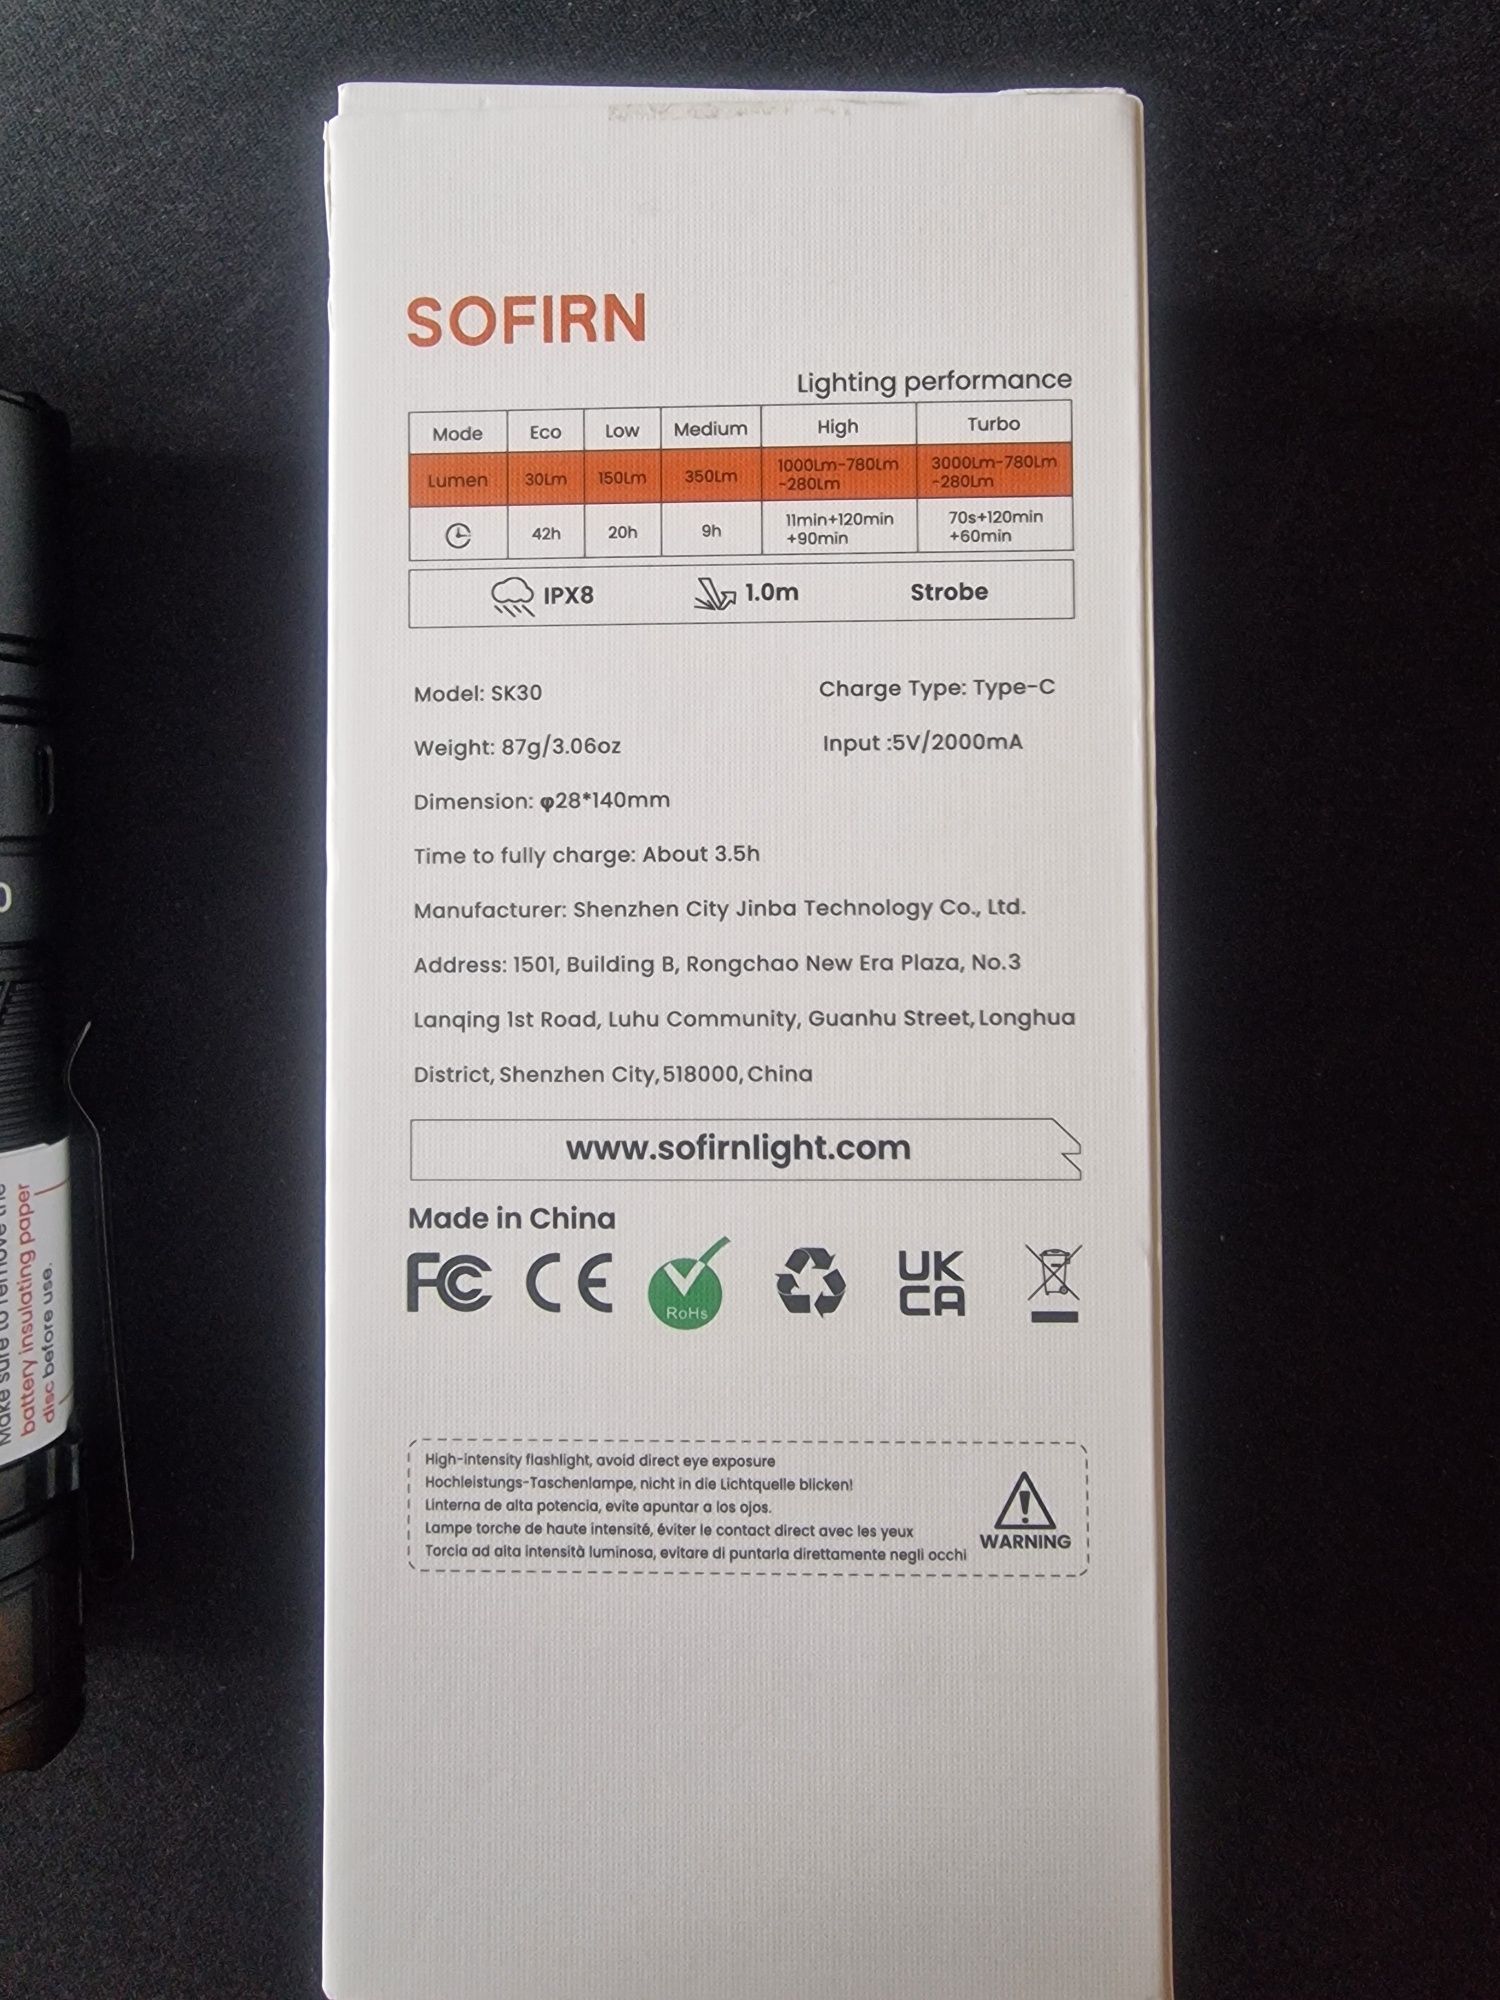 SOFIRN
Lighting performance
Mode Eco Low Medium High Turbo
Lumen 30Lm 150Lm 350Lm 1000Lm-780Lm -280Lm 3000Lm-780Lm -280Lm
42h 20h 9h 11min+120min +90min 70s+120min +60min
IPX8 1.0m Strobe
Model: SK30 Charge Type: Type-C
Weight: 87g/3.06oz Input :5V/2000mA
Dimension: φ28*140mm
Time to fully charge: About 3.5h
Manufacturer: Shenzhen City Jinba Technology Co., Ltd.
Address: 1501, Building B, Rongchao New Era Plaza, No.3
Lanqing 1st Road, Luhu Community, Guanhu Street, Longhua
District, Shenzhen City, 518000, China
www.sofirnlight.com
Made in China
FC CE RoHs UK CA
High-intensity flashlight, avoid direct eye exposure
Hochleistungs-Taschenlampe, nicht in die Lichtquelle blicken!
Linterna de alta potencia, evite apuntar a los ojos.
Lampe torche de haute intensité, éviter le contact direct avec les yeux
Torcia ad alta intensità luminosa, evitare di puntarla direttamente negli occhi
WARNING
0
Make sure to remove the
battery insulating paper
disc before use.